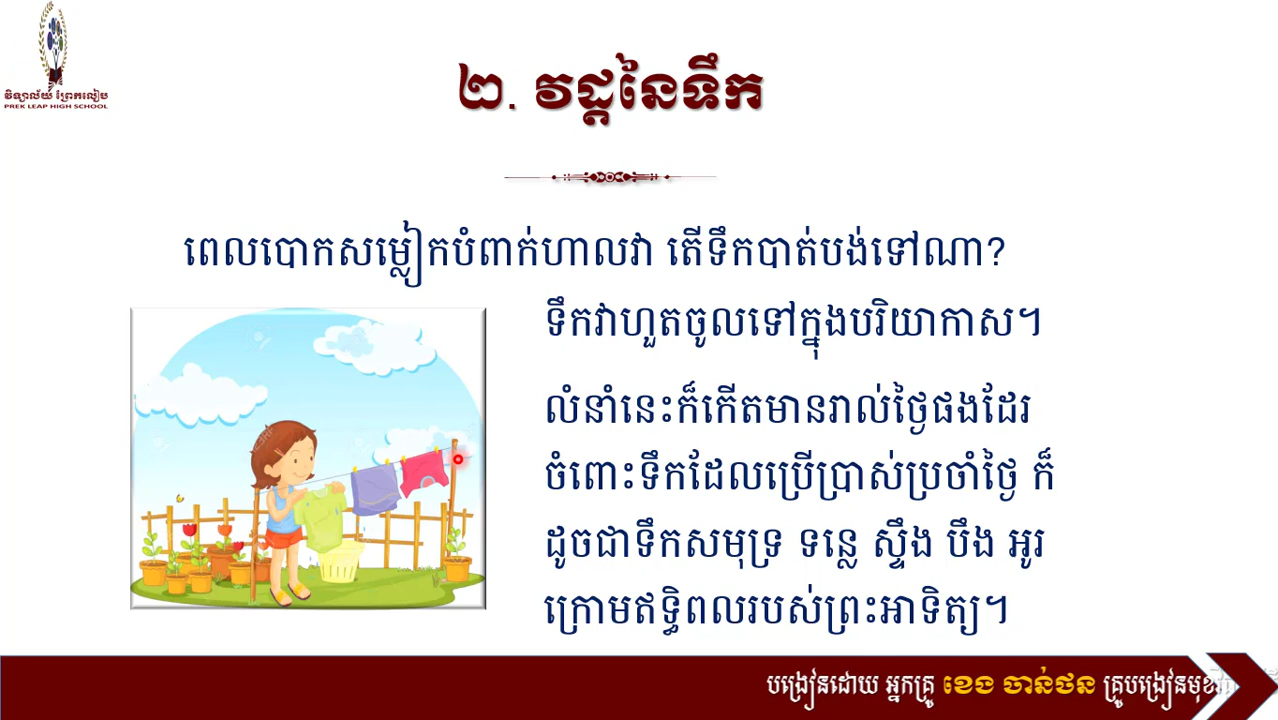 វិទ្យាល័យ ព្រែកលៀប
PREK LEAP HIGH SCHOOL
២. វដ្តនៃទឹក
ពេលបោកសម្លៀកបំពាក់ហាលវា តើទឹកបាត់បង់ទៅណា?
ទឹកវាហួតចូលទៅក្នុងបរិយាកាស។
លំនាំនេះក៏កើតមានរាល់ថ្ងៃផងដែរ
ចំពោះទឹកដែលប្រើប្រាស់ប្រចាំថ្ងៃ ក៏
ដូចជាទឹកសមុទ្រ ទន្លេ ស្ទឹង បឹង អូរ
ក្រោមឥទ្ធិពលរបស់ព្រះអាទិត្យ។
បង្រៀនដោយ អ្នកគ្រូ ខេង ចាន់ថន គ្រូបង្រៀនមុខវិ